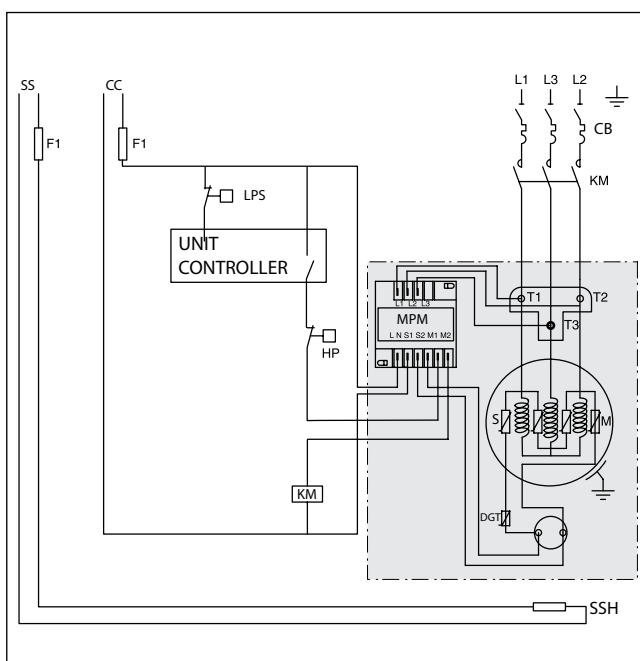 SS CC L1 L3 L2
F1 F1 CB
KM
LPS
UNIT
CONTROLLER
L1 L2 L3
T1 T2
MPM
T3
L N S1 S2 M1 M2
HP
S M
KM
DGT
SSH